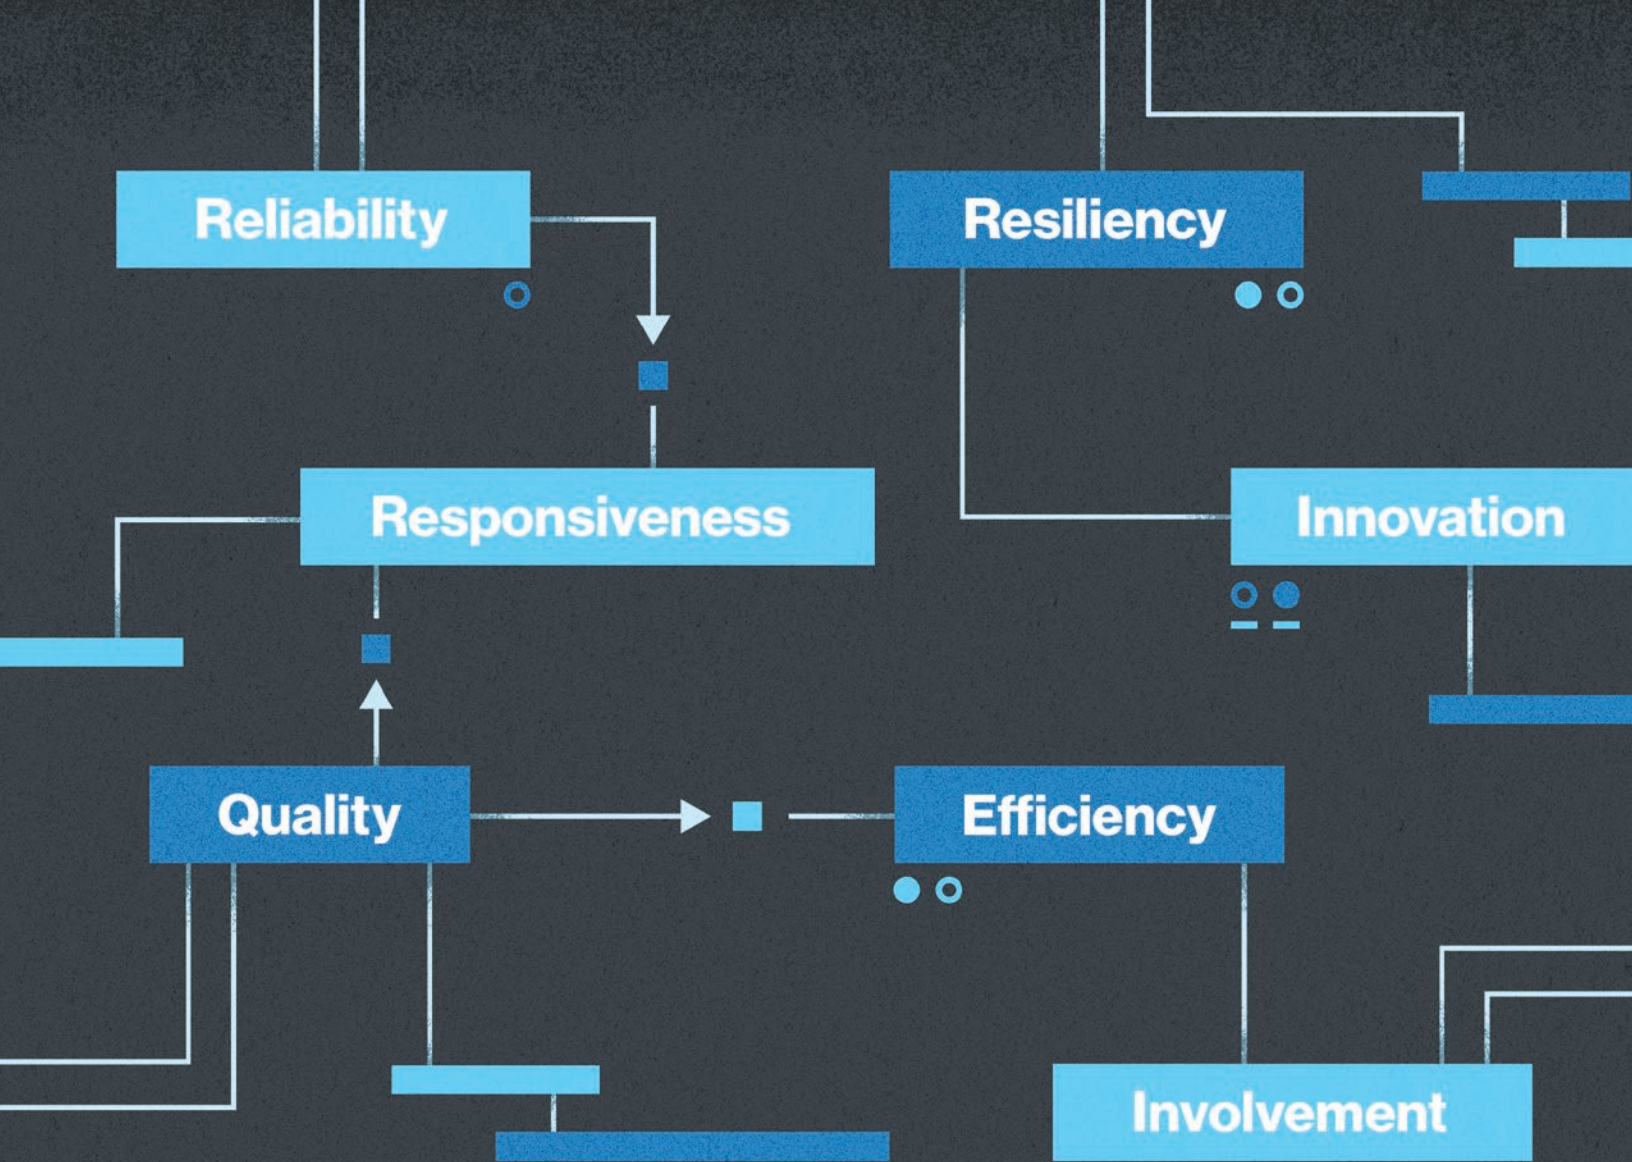 Reliability
Resiliency
Responsiveness
Innovation
Quality
Efficiency
Involvement